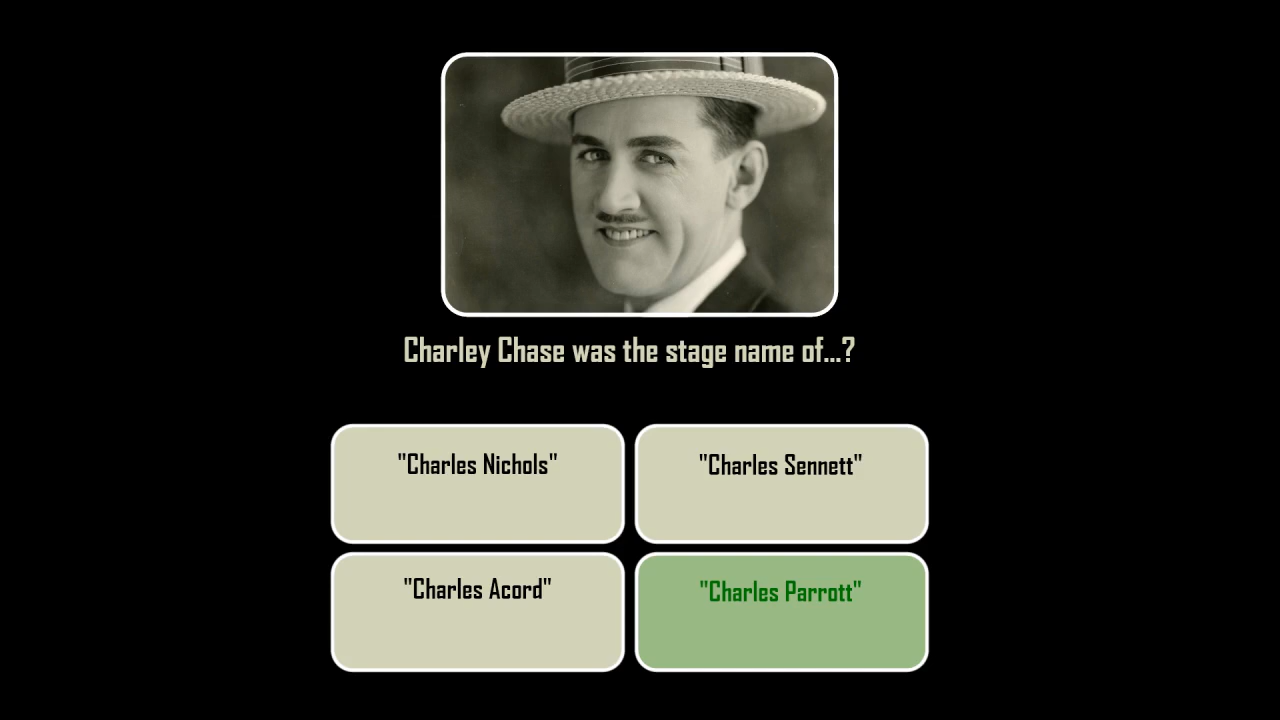 Charley Chase was the stage name of...?
"Charles Nichols"
"Charles Sennett"
"Charles Acord"
"Charles Parrott"